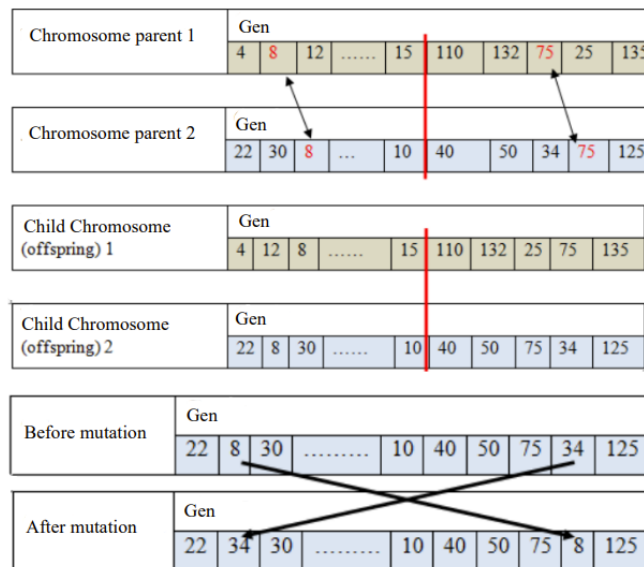 Chromosome parent 1
Gen
4 8 12 ...... 15 110 132 75 25 135
Chromosome parent 2
Gen
22 30 8 ... 10 40 50 34 75 125
Child Chromosome
(offspring) 1
Gen
4 12 8 ...... 15 110 132 25 75 135
Child Chromosome
(offspring) 2
Gen
22 8 30 ...... 10 40 50 75 34 125
Before mutation
Gen
22 8 30 ......... 10 40 50 75 34 125
After mutation
Gen
22 34 30 ......... 10 40 50 75 8 125